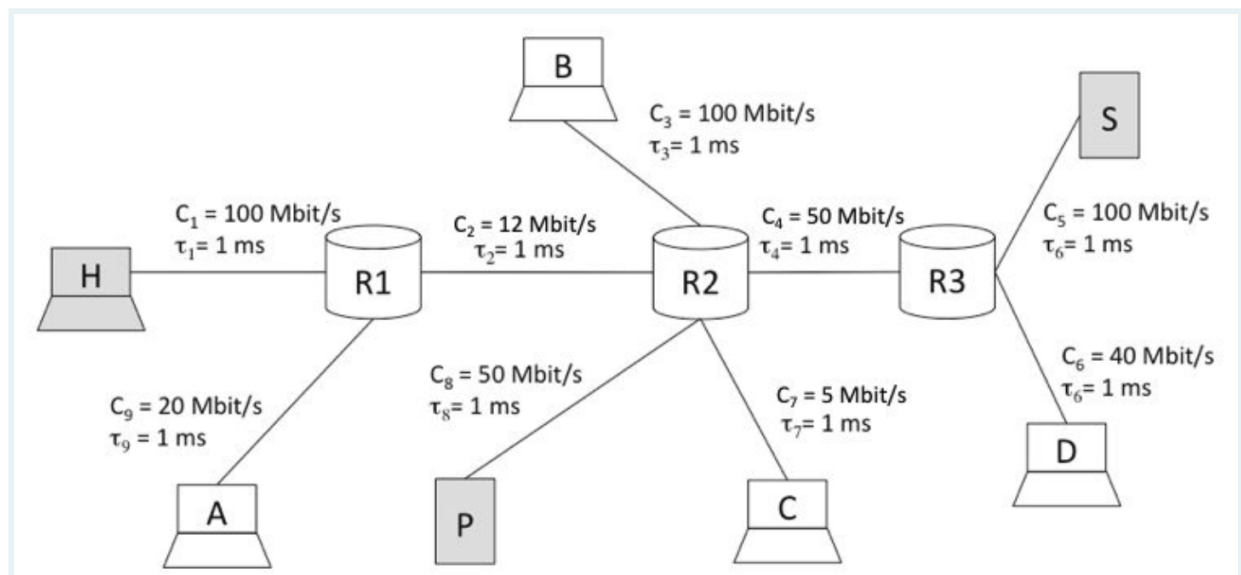 B
C₃ = 100 Mbit/s
τ₃= 1 ms
S
C₁ = 100 Mbit/s
τ₁= 1 ms
C₂ = 12 Mbit/s
τ₂= 1 ms
C₄ = 50 Mbit/s
τ₄= 1 ms
C₅ = 100 Mbit/s
τ₆= 1 ms
H
R1
R2
R3
C₉ = 20 Mbit/s
τ₉ = 1 ms
C₈ = 50 Mbit/s
τ₈= 1 ms
C₇ = 5 Mbit/s
τ₇= 1 ms
C₆ = 40 Mbit/s
τ₆= 1 ms
A
P
C
D